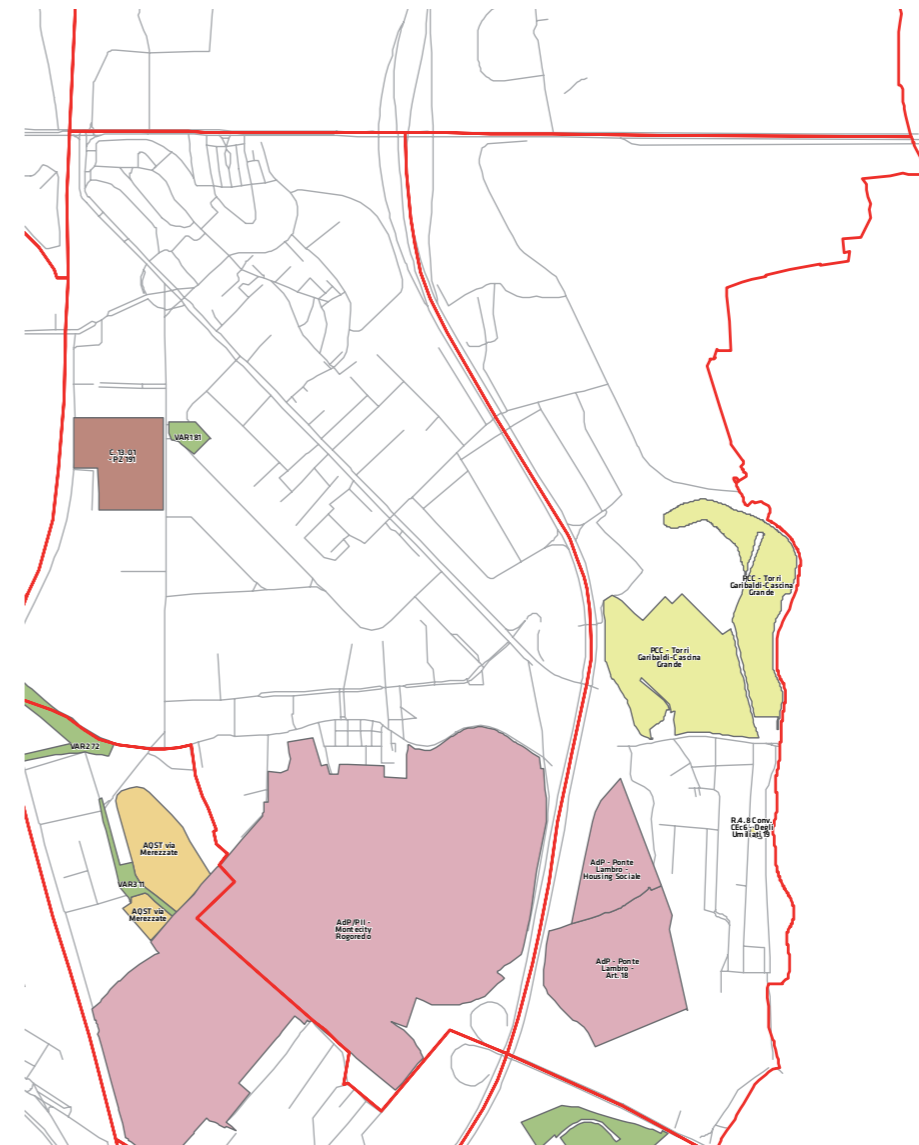 C.13.01
- PZ 191
VAR181
PCC - Torri
Garibaldi-Cascina
Grande
PCC - Torri
Garibaldi-Cascina
Grande
VAR272
R.4.8 Conv.
CEc6 - Degli
Umiliati, 19
AQST via
Merezzate
AdP - Ponte
Lambro -
Housing Sociale
VAR311
AQST via
Merezzate
AdP/PII -
Montecity
Rogoredo
AdP - Ponte
Lambro -
Art. 18